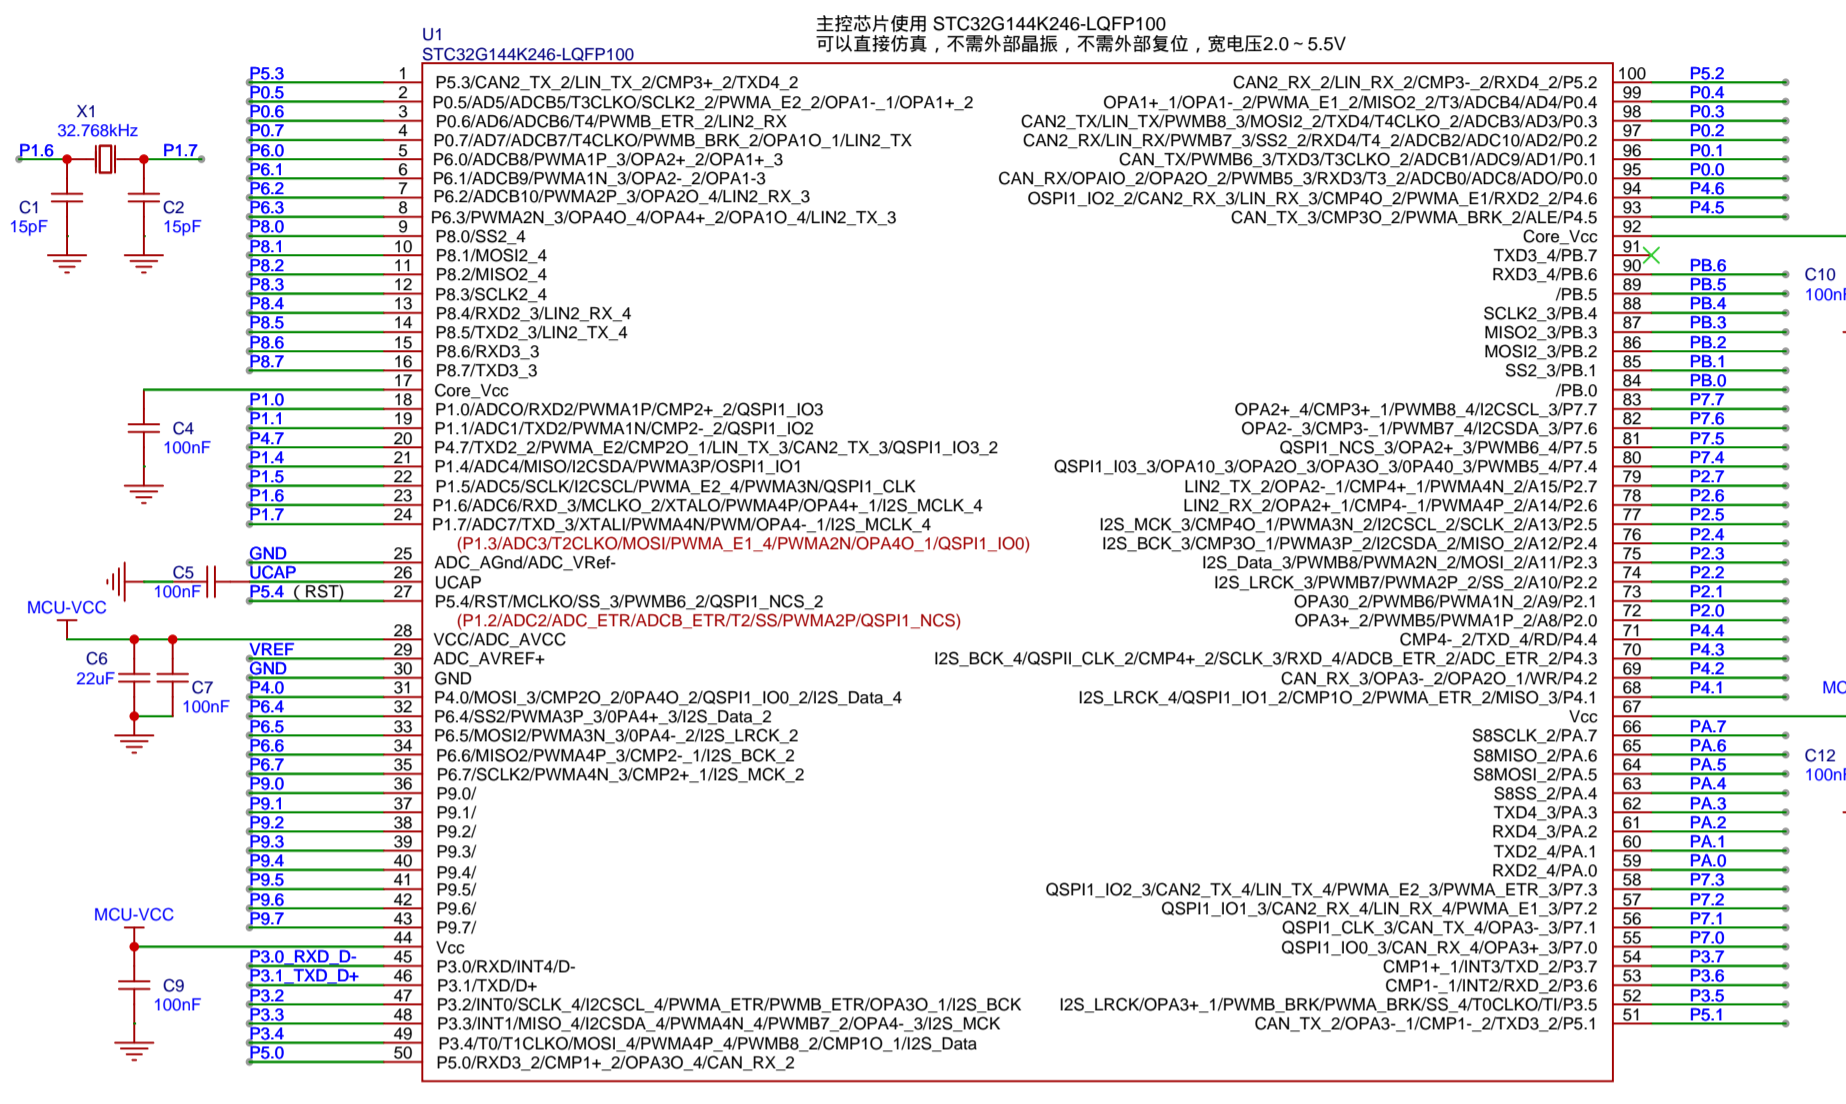 主控芯片使用 STC32G144K246-LQFP100
可以直接仿真，不需外部晶振，不需外部复位，宽电压2.0～5.5V
U1
STC32G144K246-LQFP100
X1
32.768kHz
P1.6
P1.7
C1
15pF
C2
15pF
C4
100nF
C5
100nF
MCU-VCC
C6
22uF
C7
100nF
MCU-VCC
C9
100nF
P5.3 1 P5.3/CAN2_TX_2/LIN_TX_2/CMP3+_2/TXD4_2
P0.5 2 P0.5/AD5/ADCB5/T3CLKO/SCLK2_2/PWMA_E2_2/OPA1-_1/OPA1+_2
P0.6 3 P0.6/AD6/ADCB6/T4/PWMB_ETR_2/LIN2_RX
P0.7 4 P0.7/AD7/ADCB7/T4CLKO/PWMB_BRK_2/OPA1O_1/LIN2_TX
P6.0 5 P6.0/ADCB8/PWMA1P_3/OPA2+_2/OPA1+_3
P6.1 6 P6.1/ADCB9/PWMA1N_3/OPA2-_2/OPA1-3
P6.2 7 P6.2/ADCB10/PWMA2P_3/OPA2O_4/LIN2_RX_3
P6.3 8 P6.3/PWMA2N_3/OPA4O_4/OPA4+_2/OPA1O_4/LIN2_TX_3
P8.0 9 P8.0/SS2_4
P8.1 10 P8.1/MOSI2_4
P8.2 11 P8.2/MISO2_4
P8.3 12 P8.3/SCLK2_4
P8.4 13 P8.4/RXD2_3/LIN2_RX_4
P8.5 14 P8.5/TXD2_3/LIN2_TX_4
P8.6 15 P8.6/RXD3_3
P8.7 16 P8.7/TXD3_3
17 Core_Vcc
P1.0 18 P1.0/ADCO/RXD2/PWMA1P/CMP2+_2/QSPI1_IO3
P1.1 19 P1.1/ADC1/TXD2/PWMA1N/CMP2-_2/QSPI1_IO2
P4.7 20 P4.7/TXD2_2/PWMA_E2/CMP2O_1/LIN_TX_3/CAN2_TX_3/QSPI1_IO3_2
P1.4 21 P1.4/ADC4/MISO/I2CSDA/PWMA3P/OSPI1_IO1
P1.5 22 P1.5/ADC5/SCLK/I2CSCL/PWMA_E2_4/PWMA3N/QSPI1_CLK
P1.6 23 P1.6/ADC6/RXD_3/MCLKO_2/XTALO/PWMA4P/OPA4+_1/I2S_MCLK_4
P1.7 24 P1.7/ADC7/TXD_3/XTALI/PWMA4N/PWM/OPA4-_1/I2S_MCLK_4
(P1.3/ADC3/T2CLKO/MOSI/PWMA_E1_4/PWMA2N/OPA4O_1/QSPI1_IO0)
GND 25 ADC_AGnd/ADC_VRef-
UCAP 26 UCAP
P5.4 （RST） 27 P5.4/RST/MCLKO/SS_3/PWMB6_2/QSPI1_NCS_2
(P1.2/ADC2/ADC_ETR/ADCB_ETR/T2/SS/PWMA2P/QSPI1_NCS)
28 VCC/ADC_AVCC
VREF 29 ADC_AVREF+
GND 30 GND
P4.0 31 P4.0/MOSI_3/CMP2O_2/0PA4O_2/QSPI1_IO0_2/I2S_Data_4
P6.4 32 P6.4/SS2/PWMA3P_3/0PA4+_3/I2S_Data_2
P6.5 33 P6.5/MOSI2/PWMA3N_3/0PA4-_2/I2S_LRCK_2
P6.6 34 P6.6/MISO2/PWMA4P_3/CMP2-_1/I2S_BCK_2
P6.7 35 P6.7/SCLK2/PWMA4N_3/CMP2+_1/I2S_MCK_2
P9.0 36 P9.0/
P9.1 37 P9.1/
P9.2 38 P9.2/
P9.3 39 P9.3/
P9.4 40 P9.4/
P9.5 41 P9.5/
P9.6 42 P9.6/
P9.7 43 P9.7/
44 Vcc
P3.0_RXD_D- 45 P3.0/RXD/INT4/D-
P3.1_TXD_D+ 46 P3.1/TXD/D+
P3.2 47 P3.2/INT0/SCLK_4/I2CSCL_4/PWMA_ETR/PWMB_ETR/OPA3O_1/I2S_BCK
P3.3 48 P3.3/INT1/MISO_4/I2CSDA_4/PWMA4N_4/PWMB7_2/OPA4-_3/I2S_MCK
P3.4 49 P3.4/T0/T1CLKO/MOSI_4/PWMA4P_4/PWMB8_2/CMP1O_1/I2S_Data
P5.0 50 P5.0/RXD3_2/CMP1+_2/OPA3O_4/CAN_RX_2
CAN2_RX_2/LIN_RX_2/CMP3-_2/RXD4_2/P5.2 100 P5.2
OPA1+_1/OPA1-_2/PWMA_E1_2/MISO2_2/T3/ADCB4/AD4/P0.4 99 P0.4
CAN2_TX/LIN_TX/PWMB8_3/MOSI2_2/TXD4/T4CLKO_2/ADCB3/AD3/P0.3 98 P0.3
CAN2_RX/LIN_RX/PWMB7_3/SS2_2/RXD4/T4_2/ADCB2/ADC10/AD2/P0.2 97 P0.2
CAN_TX/PWMB6_3/TXD3/T3CLKO_2/ADCB1/ADC9/AD1/P0.1 96 P0.1
CAN_RX/OPAIO_2/OPA2O_2/PWMB5_3/RXD3/T3_2/ADCB0/ADC8/ADO/P0.0 95 P0.0
OSPI1_IO2_2/CAN2_RX_3/LIN_RX_3/CMP4O_2/PWMA_E1/RXD2_2/P4.6 94 P4.6
CAN_TX_3/CMP3O_2/PWMA_BRK_2/ALE/P4.5 93 P4.5
Core_Vcc 92
TXD3_4/PB.7 91
RXD3_4/PB.6 90 PB.6
/PB.5 89 PB.5
SCLK2_3/PB.4 88 PB.4
MISO2_3/PB.3 87 PB.3
MOSI2_3/PB.2 86 PB.2
SS2_3/PB.1 85 PB.1
/PB.0 84 PB.0
OPA2+_4/CMP3+_1/PWMB8_4/I2CSCL_3/P7.7 83 P7.7
OPA2-_3/CMP3-_1/PWMB7_4/I2CSDA_3/P7.6 82 P7.6
QSPI1_NCS_3/OPA2+_3/PWMB6_4/P7.5 81 P7.5
QSPI1_I03_3/OPA10_3/OPA2O_3/OPA3O_3/0PA40_3/PWMB5_4/P7.4 80 P7.4
LIN2_TX_2/OPA2-_1/CMP4+_1/PWMA4N_2/A15/P2.7 79 P2.7
LIN2_RX_2/OPA2+_1/CMP4-_1/PWMA4P_2/A14/P2.6 78 P2.6
I2S_MCK_3/CMP4O_1/PWMA3N_2/I2CSCL_2/SCLK_2/A13/P2.5 77 P2.5
I2S_BCK_3/CMP3O_1/PWMA3P_2/I2CSDA_2/MISO_2/A12/P2.4 76 P2.4
I2S_Data_3/PWMB8/PWMA2N_2/MOSI_2/A11/P2.3 75 P2.3
I2S_LRCK_3/PWMB7/PWMA2P_2/SS_2/A10/P2.2 74 P2.2
OPA30_2/PWMB6/PWMA1N_2/A9/P2.1 73 P2.1
OPA3+_2/PWMB5/PWMA1P_2/A8/P2.0 72 P2.0
CMP4-_2/TXD_4/RD/P4.4 71 P4.4
I2S_BCK_4/QSPII_CLK_2/CMP4+_2/SCLK_3/RXD_4/ADCB_ETR_2/ADC_ETR_2/P4.3 70 P4.3
CAN_RX_3/OPA3-_2/OPA2O_1/WR/P4.2 69 P4.2
I2S_LRCK_4/QSPI1_IO1_2/CMP1O_2/PWMA_ETR_2/MISO_3/P4.1 68 P4.1
Vcc 67
S8SCLK_2/PA.7 66 PA.7
S8MISO_2/PA.6 65 PA.6
S8MOSI_2/PA.5 64 PA.5
S8SS_2/PA.4 63 PA.4
TXD4_3/PA.3 62 PA.3
RXD4_3/PA.2 61 PA.2
TXD2_4/PA.1 60 PA.1
RXD2_4/PA.0 59 PA.0
QSPI1_IO2_3/CAN2_TX_4/LIN_TX_4/PWMA_E2_3/PWMA_ETR_3/P7.3 58 P7.3
QSPI1_IO1_3/CAN2_RX_4/LIN_RX_4/PWMA_E1_3/P7.2 57 P7.2
QSPI1_CLK_3/CAN_TX_4/OPA3-_3/P7.1 56 P7.1
QSPI1_IO0_3/CAN_RX_4/OPA3+_3/P7.0 55 P7.0
CMP1+_1/INT3/TXD_2/P3.7 54 P3.7
CMP1-_1/INT2/RXD_2/P3.6 53 P3.6
I2S_LRCK/OPA3+_1/PWMB_BRK/PWMA_BRK/SS_4/T0CLKO/TI/P3.5 52 P3.5
CAN_TX_2/OPA3-_1/CMP1-_2/TXD3_2/P5.1 51 P5.1
C10
100n
MC
C12
100n